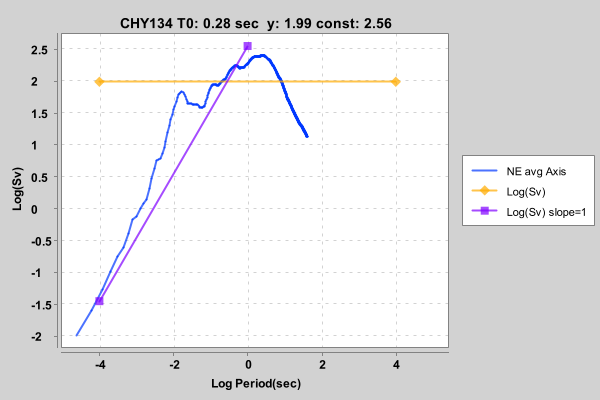 CHY134 T0: 0.28 sec  y: 1.99 const: 2.56
2.5
2
1.5
1
0.5
0
-0.5
-1
-1.5
-2
Log(Sv)
-4 -2 0 2 4
Log Period(sec)
NE avg Axis
Log(Sv)
Log(Sv) slope=1